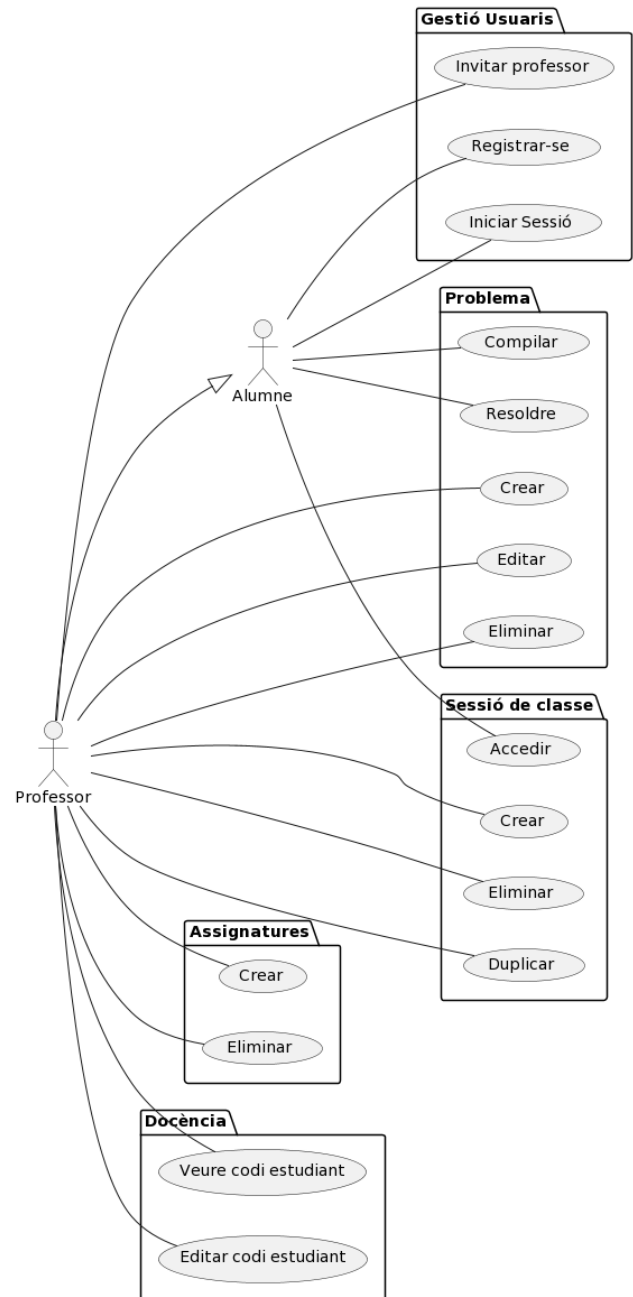 Gestió Usuaris
Invitar professor
Registrar-se
Iniciar Sessió
Problema
Compilar
Alumne
Resoldre
Crear
Editar
Eliminar
Sessió de classe
Accedir
Professor
Crear
Eliminar
Assignatures
Duplicar
Crear
Eliminar
Docència
Veure codi estudiant
Editar codi estudiant